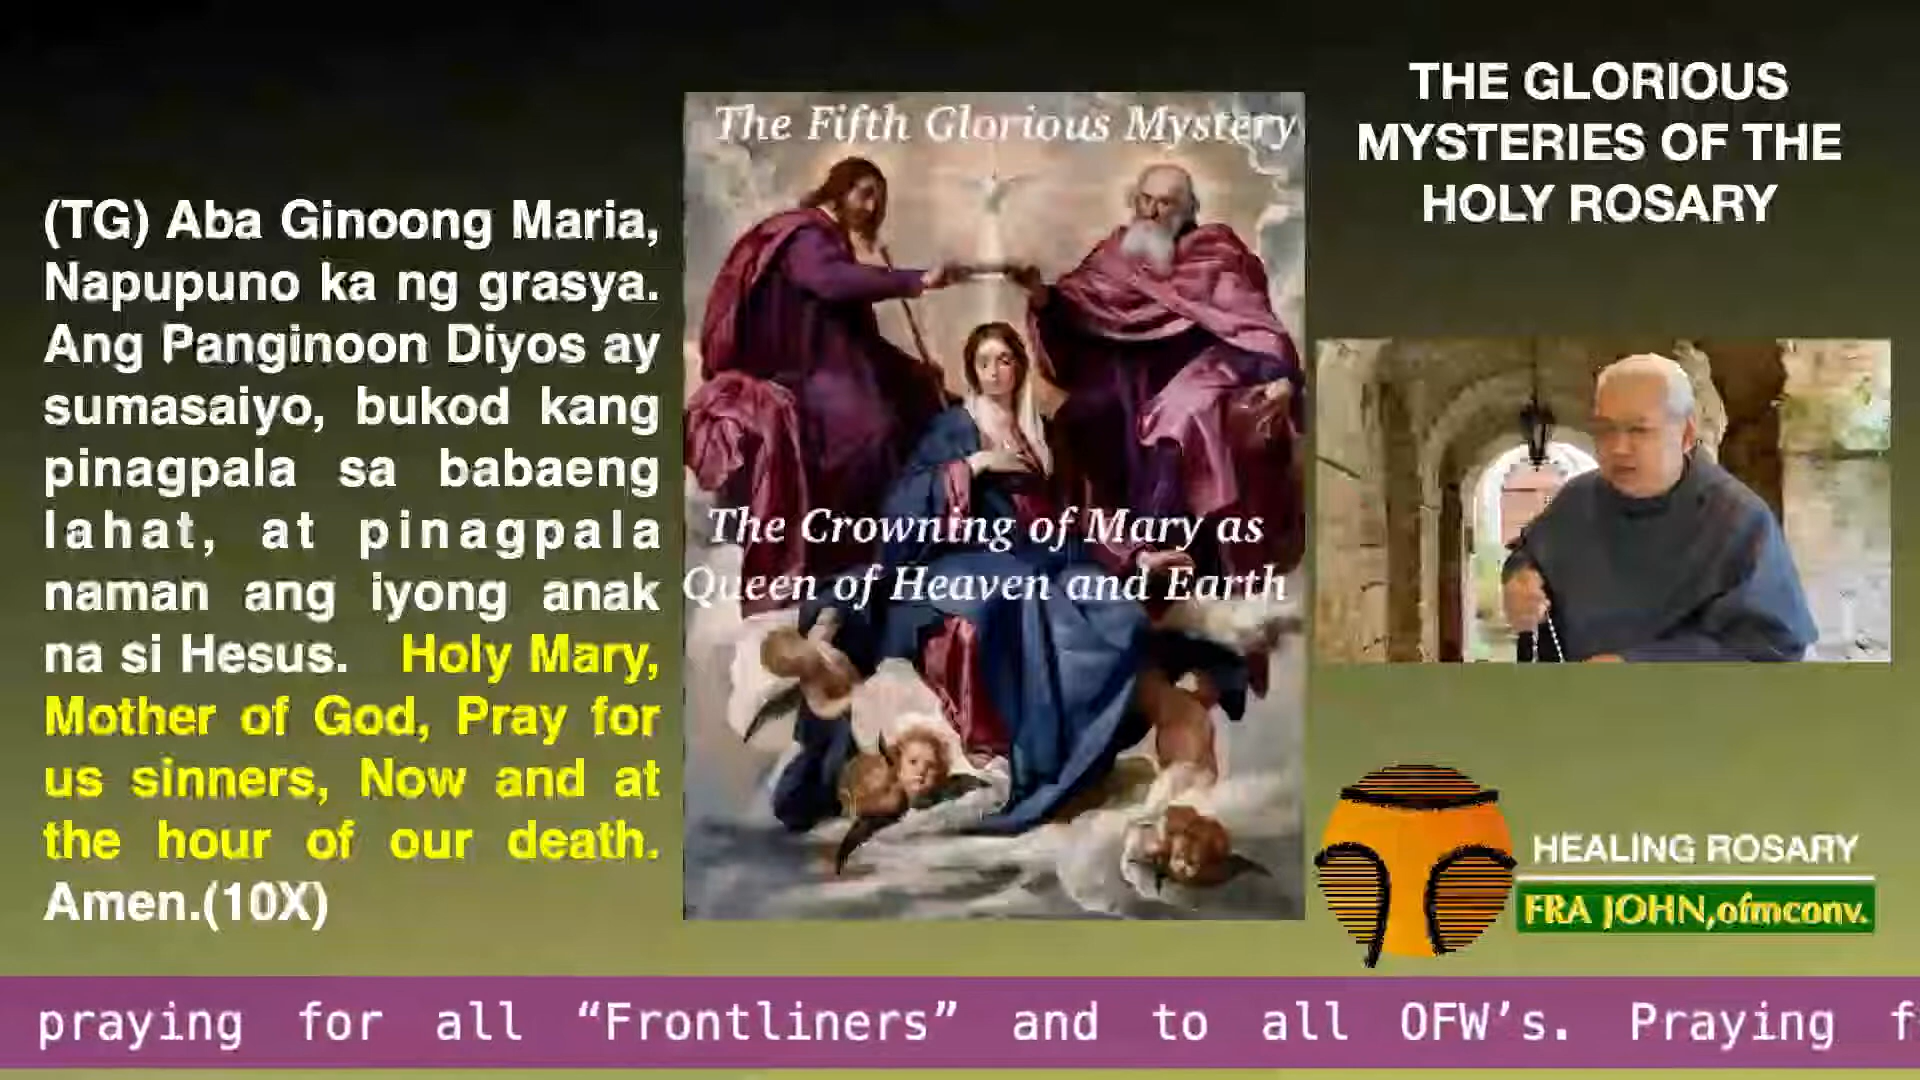 (TG) Aba Ginoong Maria,
Napupuno ka ng grasya.
Ang Panginoon Diyos ay
sumasaiyo, bukod kang
pinagpala sa babaeng
lahat, at pinagpala
naman ang iyong anak
na si Hesus. Holy Mary,
Mother of God, Pray for
us sinners, Now and at
the hour of our death.
Amen.(10X)
The Fifth Glorious Mystery
The Crowning of Mary as
Queen of Heaven and Earth
THE GLORIOUS
MYSTERIES OF THE
HOLY ROSARY
HEALING ROSARY
FRA JOHN,ofmconv.
praying for all “Frontliners” and to all OFW’s. Praying f